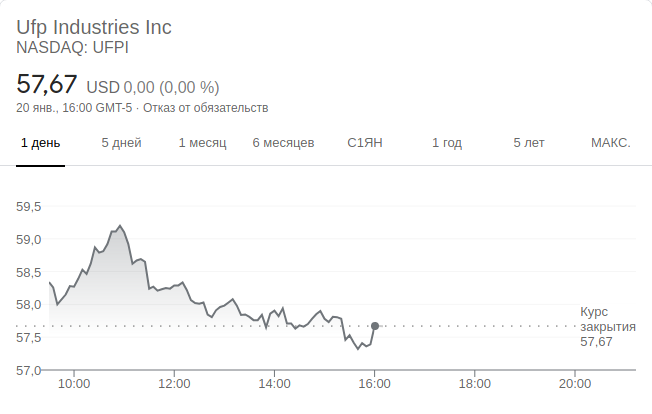 Ufp Industries Inc
NASDAQ: UFPI
57,67 USD 0,00 (0,00 %)
20 янв., 16:00 GMT-5 · Отказ от обязательств
1 день 5 дней 1 месяц 6 месяцев С1ЯН 1 год 5 лет МАКС.
59,5
59,0
58,5
58,0
57,5
57,0
Курс
закрытия
57,67
10:00 12:00 14:00 16:00 18:00 20:00